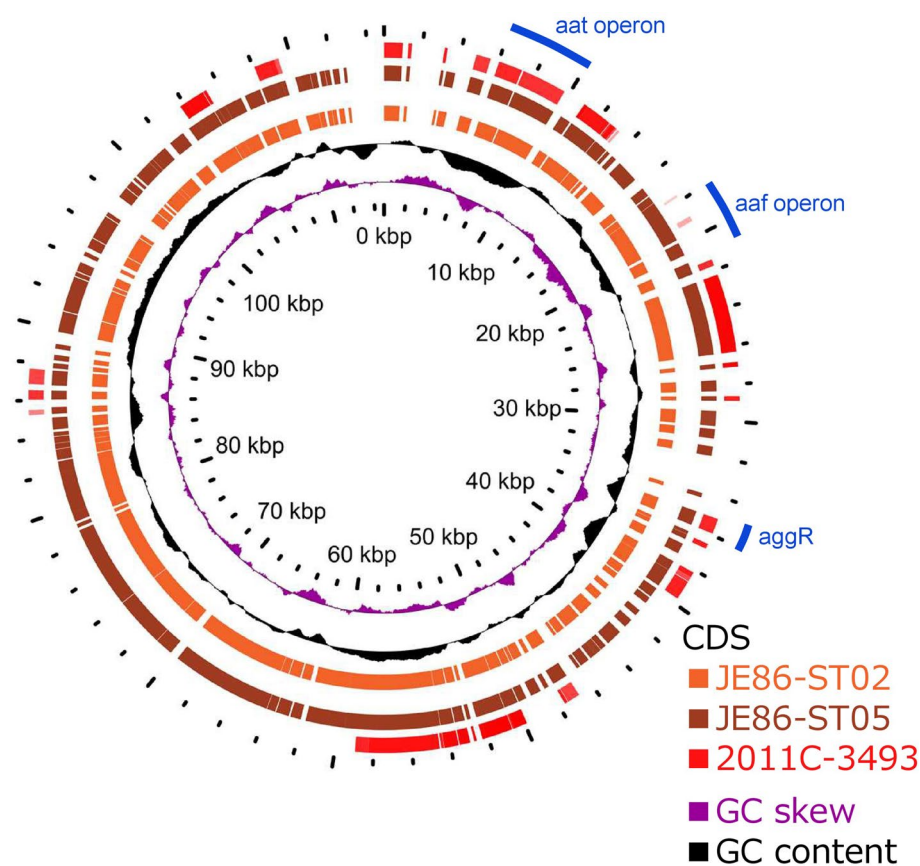 aat operon
aaf operon
0 kbp
10 kbp
100 kbp
20 kbp
90 kbp
30 kbp
80 kbp
40 kbp
70 kbp
50 kbp
60 kbp
aggR
CDS
JE86-ST02
JE86-ST05
2011C-3493
GC skew
GC content